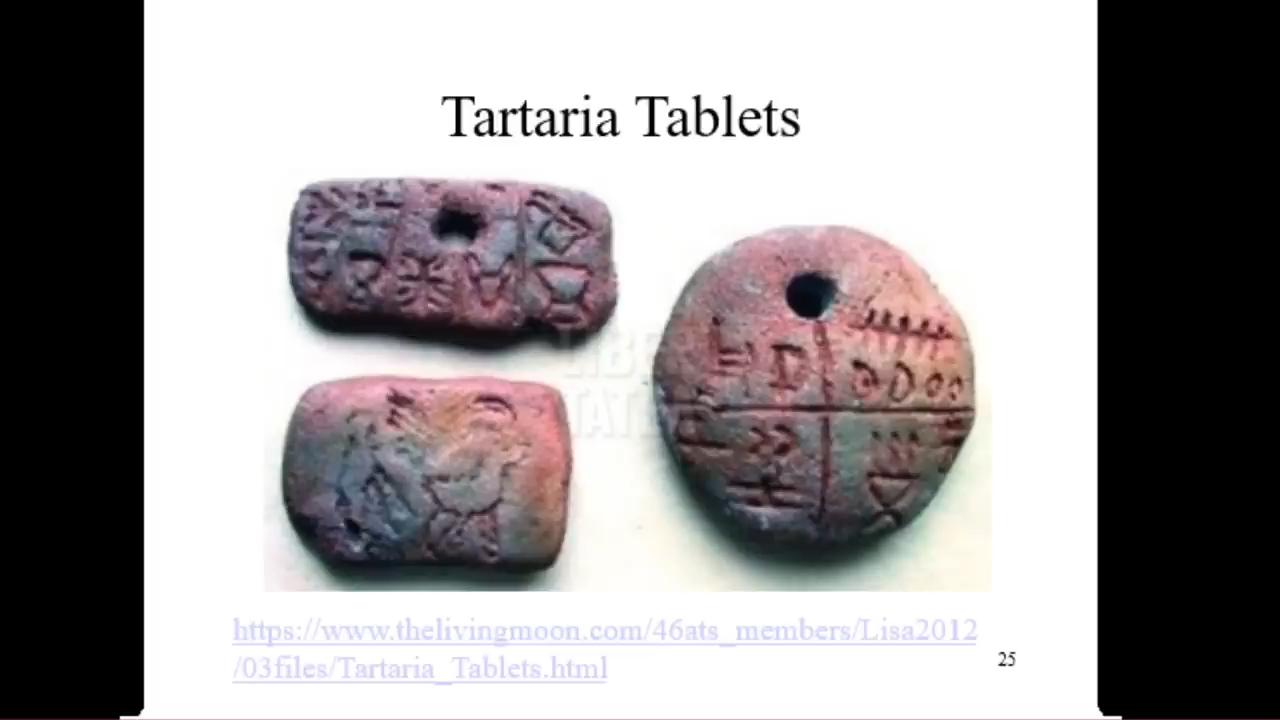 Tartaria Tablets
https://www.thelivingmoon.com/46ats_members/Lisa2012
/03files/Tartaria_Tablets.html
25